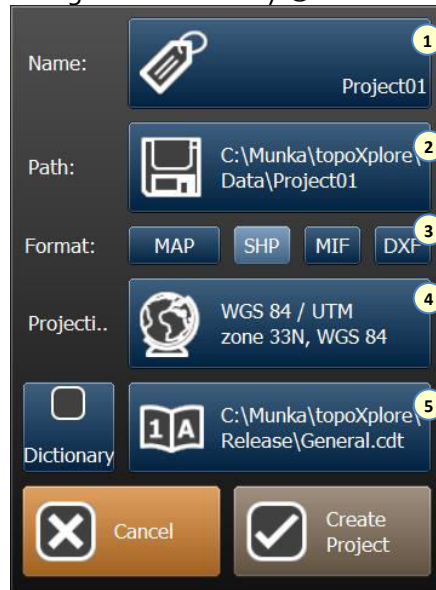 Name:
1
Project01
Path:
2
C:\Munka\topoXplore\
Data\Project01
Format:
MAP
SHP
MIF
DXF
3
Projecti..
4
WGS 84 / UTM
zone 33N, WGS 84
Dictionary
1 A
5
C:\Munka\topoXplore\
Release\General.cdt
Cancel
Create
Project